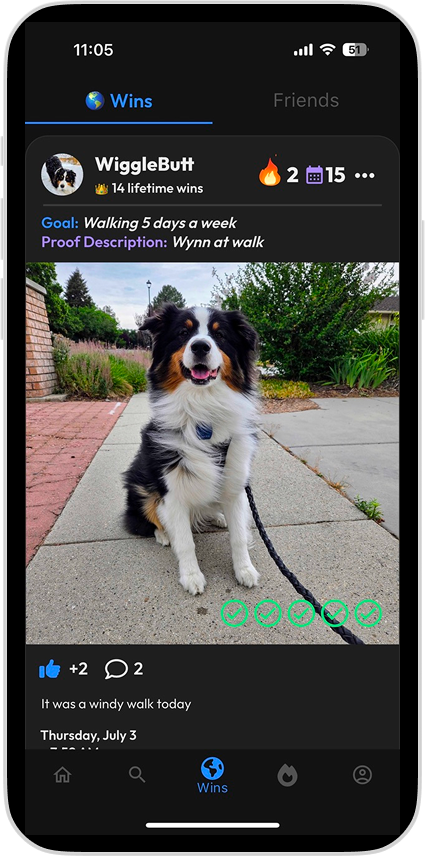 11:05
51
Wins
Friends
WiggleButt
14 lifetime wins
2
15
Goal: Walking 5 days a week
Proof Description: Wynn at walk
+2
2
It was a windy walk today
Thursday, July 3
Wins